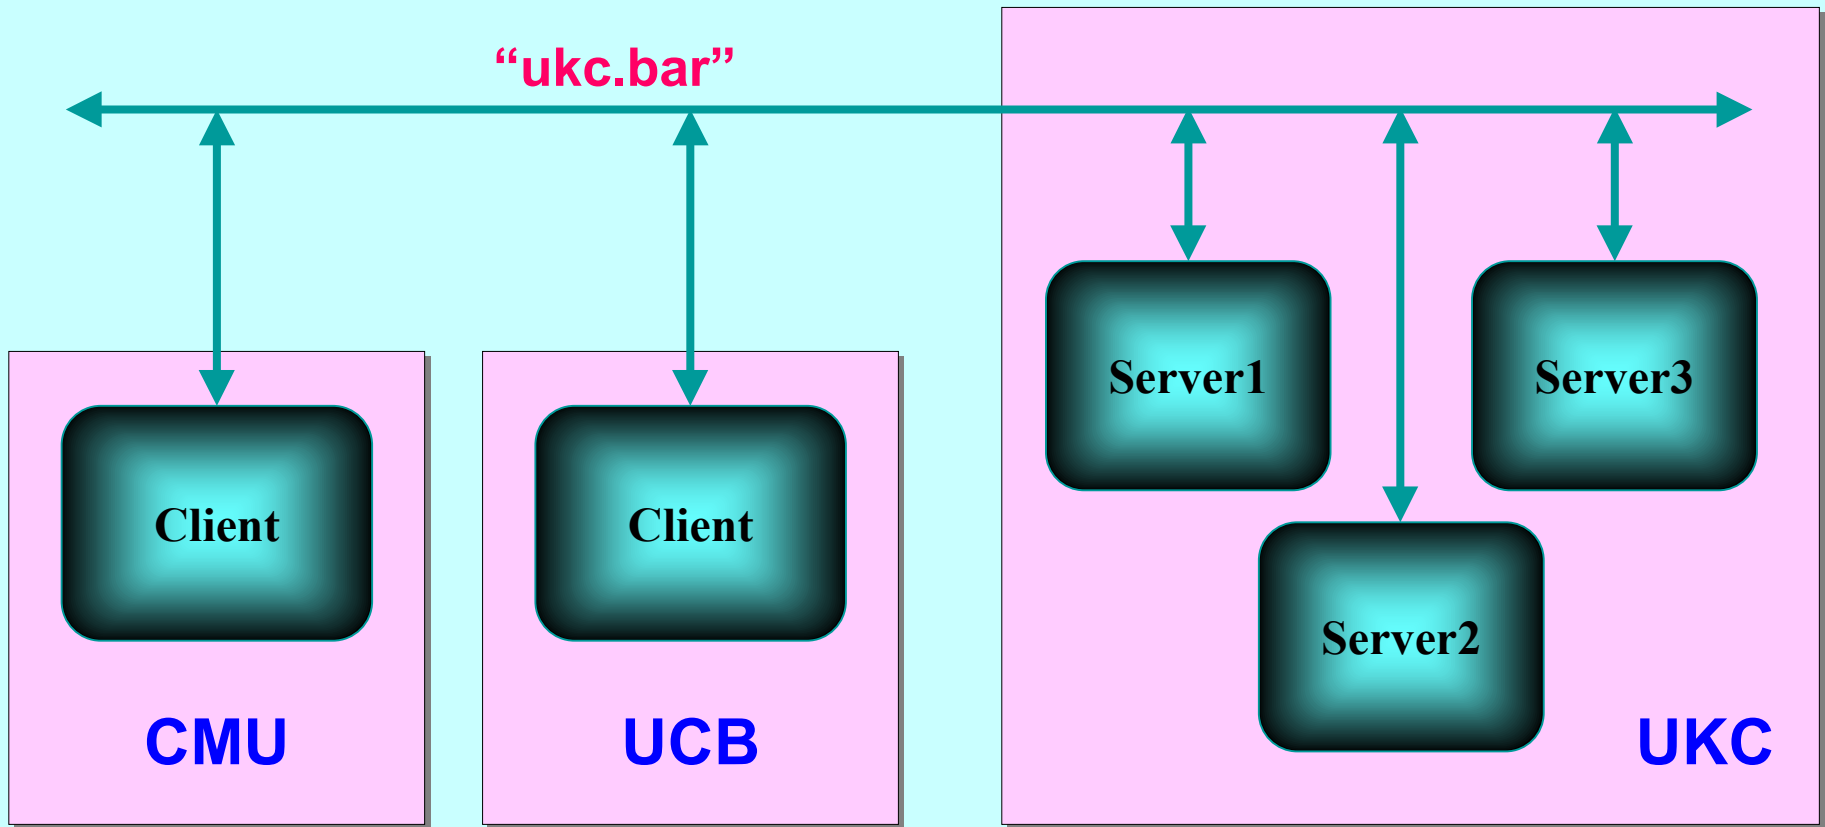 “ukc.bar”
Server1
Server3
Client
Client
Server2
CMU
UCB
UKC